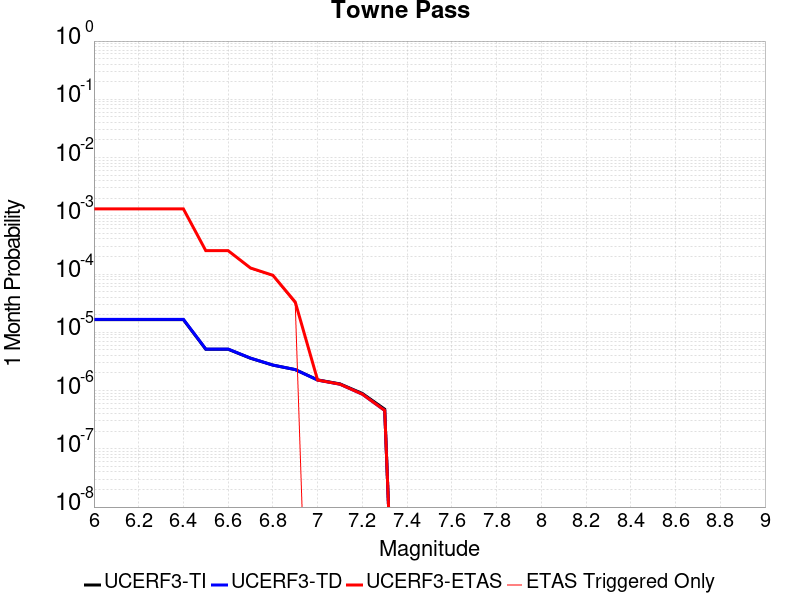 Towne Pass
1 Month Probability
10^0
10^-1
10^-2
10^-3
10^-4
10^-5
10^-6
10^-7
10^-8
6 6.2 6.4 6.6 6.8 7 7.2 7.4 7.6 7.8 8 8.2 8.4 8.6 8.8 9
Magnitude
UCERF3-TI UCERF3-TD UCERF3-ETAS ETAS Triggered Only